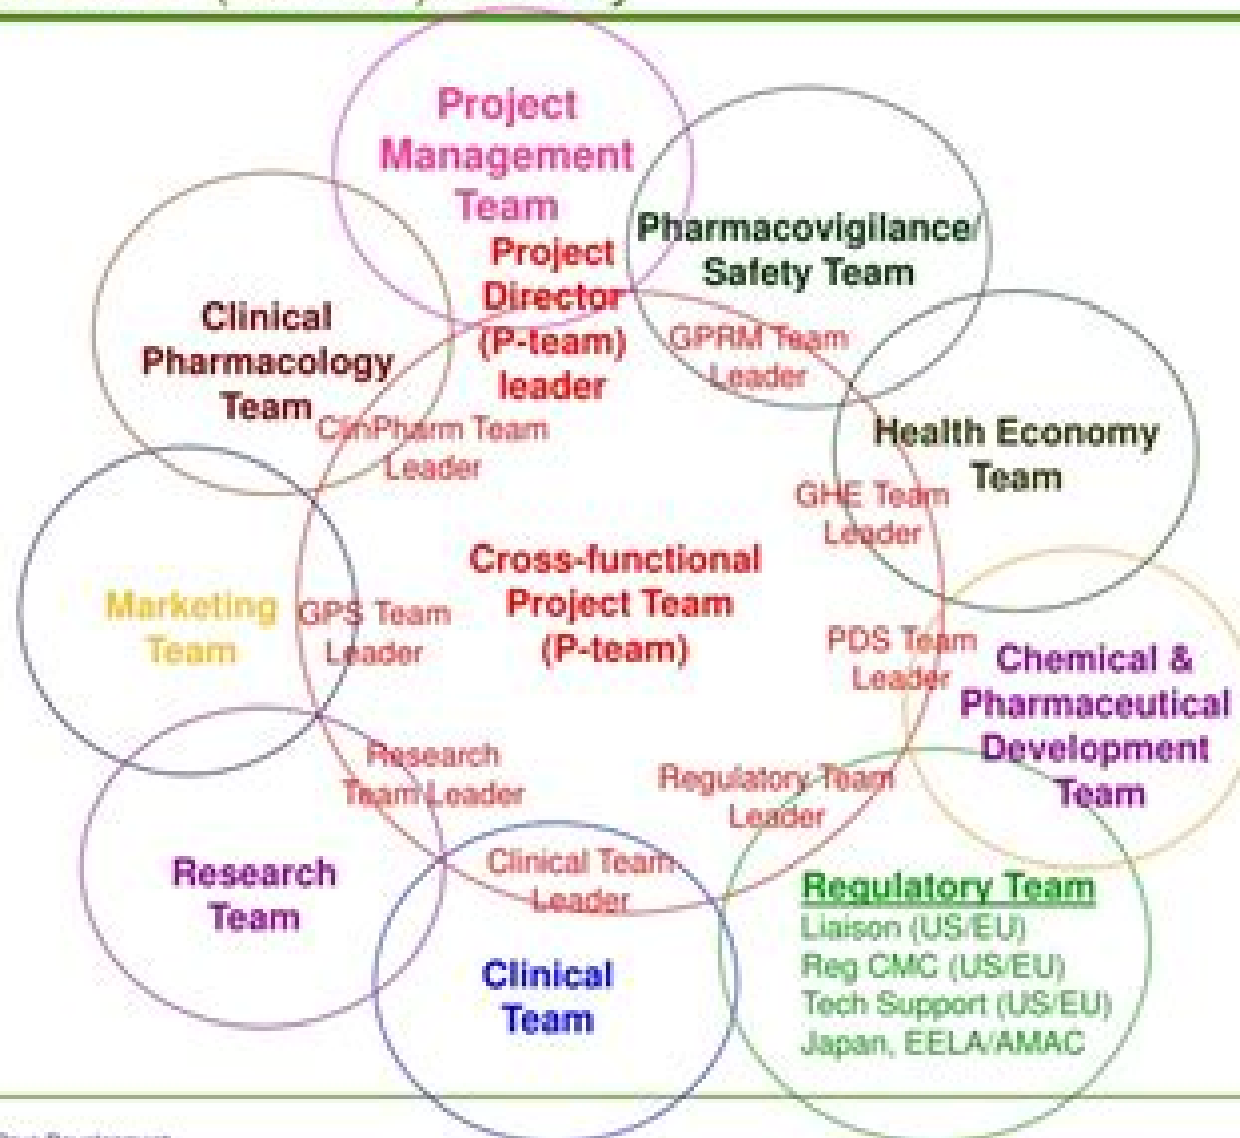 Project
Management
Team
Project
Director
(P-team)
leader
Pharmacovigilance/
Safety Team
GPRM Team
Leader
Clinical
Pharmacology
Team
ClinPharm Team
Leader
Health Economy
Team
GHE Team
Leader
Cross-functional
Project Team
(P-team)
Marketing
Team
GPS Team
Leader
PDS Team
Leader
Chemical &
Pharmaceutical
Development
Team
Research
Team Leader
Regulatory Team
Leader
Clinical Team
Leader
Research
Team
Clinical
Team
Regulatory Team
Liaison (US/EU)
Reg CMC (US/EU)
Tech Support (US/EU)
Japan, EELA/AMAC